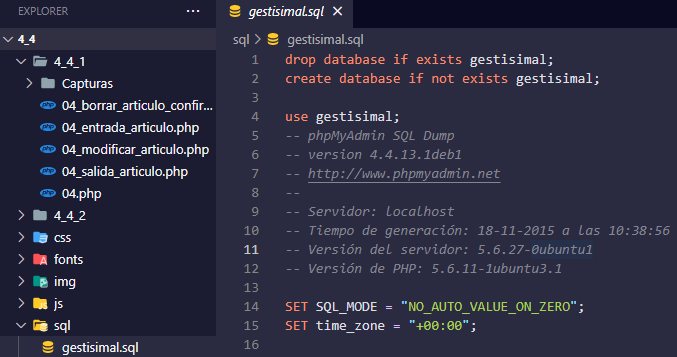 EXPLORER
4_4
4_4_1
Capturas
04_borrar_articulo_confir...
04_entrada_articulo.php
04_modificar_articulo.php
04_salida_articulo.php
04.php
4_4_2
css
fonts
img
js
sql
gestisimal.sql
gestisimal.sql
sql > gestisimal.sql
1 drop database if exists gestisimal;
2 create database if not exists gestisimal;
3
4 use gestisimal;
5 -- phpMyAdmin SQL Dump
6 -- version 4.4.13.1deb1
7 -- http://www.phpmyadmin.net
8 --
9 -- Servidor: localhost
10 -- Tiempo de generación: 18-11-2015 a las 10:38:56
11 -- Versión del servidor: 5.6.27-0ubuntu1
12 -- Versión de PHP: 5.6.11-1ubuntu3.1
13
14 SET SQL_MODE = "NO_AUTO_VALUE_ON_ZERO";
15 SET time_zone = "+00:00";
16